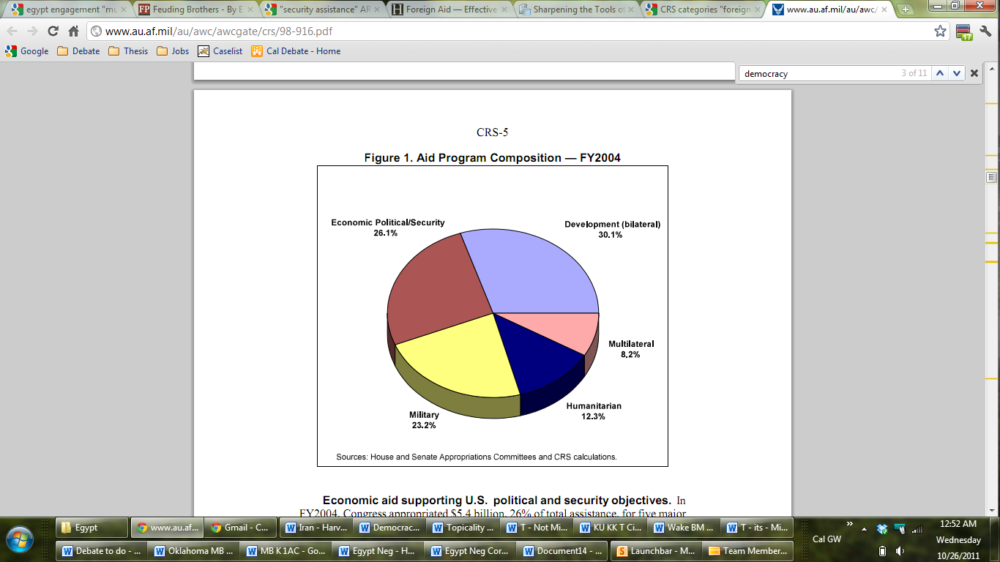 egypt engagement "mu
Feuding Brothers - By E
"security assistance" AR
Foreign Aid — Effective
Sharpening the Tools of
CRS categories "foreign
www.au.af.mil/au/awc/
www.au.af.mil/au/awc/awcgate/crs/98-916.pdf
17
Google
Debate
Thesis
Jobs
Caselist
Cal Debate - Home
democracy
3 of 11
CRS-5
Figure 1. Aid Program Composition — FY2004
Economic Political/Security
26.1%
Development (bilateral)
30.1%
Multilateral
8.2%
Humanitarian
12.3%
Military
23.2%
Sources: House and Senate Appropriations Committees and CRS calculations.
Economic aid supporting U.S. political and security objectives. In
FY2004, Congress appropriated $5.4 billion, 26% of total assistance, for five major
Egypt
www.au.af...
Gmail - C...
Iran - Harv...
Democrac...
Topicality ...
T - Not Mi...
KU KK T Ci...
Wake BM ...
T - its - Mi...
Debate to do - ...
Oklahoma MB ...
MB K 1AC - Go...
Egypt Neg - H...
Egypt Neg Cor...
Document14 - ...
Launchbar - M...
Team Member...
Cal GW
12:52 AM
Wednesday
10/26/2011